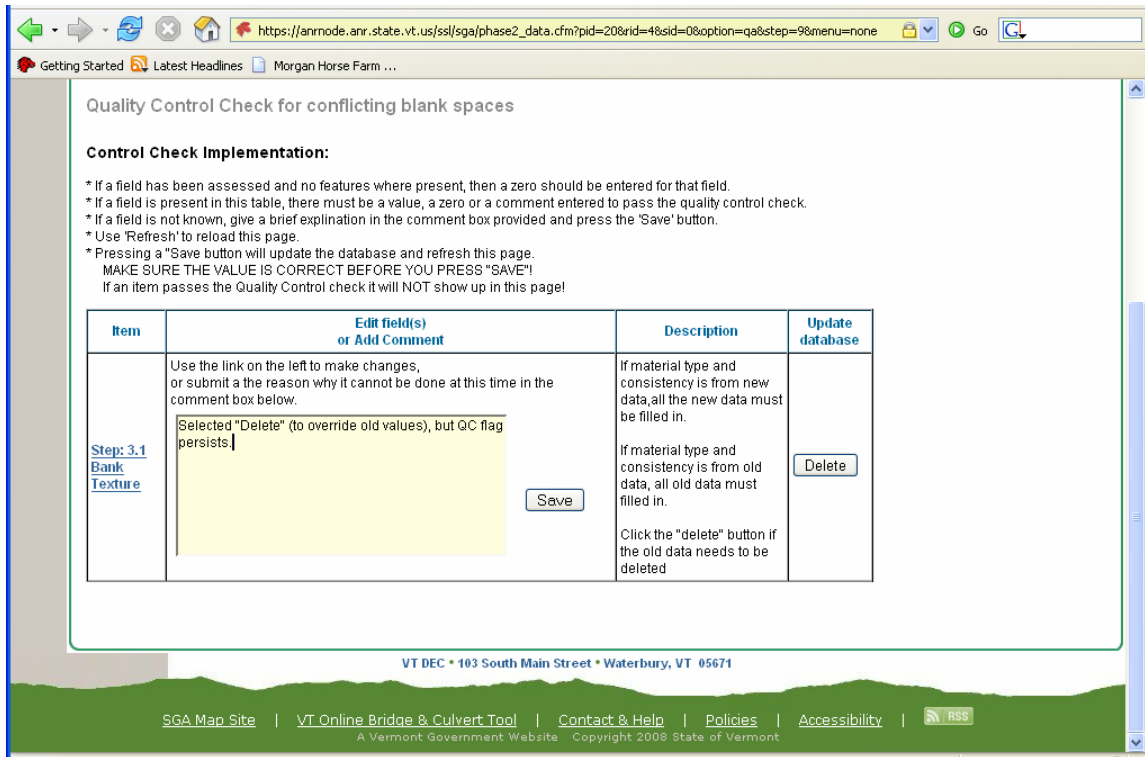 https://anrnode.anr.state.vt.us/ssl/sga/phase2_data.cfm?pid=20&rid=4&sid=0&option=qa&step=9&menu=none
Go
G
Getting Started
Latest Headlines
Morgan Horse Farm ...
Quality Control Check for conflicting blank spaces
Control Check Implementation:
* If a field has been assessed and no features where present, then a zero should be entered for that field.
* If a field is present in this table, there must be a value, a zero or a comment entered to pass the quality control check.
* If a field is not known, give a brief explination in the comment box provided and press the 'Save' button.
* Use 'Refresh' to reload this page.
* Pressing a "Save button will update the database and refresh this page.
MAKE SURE THE VALUE IS CORRECT BEFORE YOU PRESS "SAVE"!
If an item passes the Quality Control check it will NOT show up in this page!
Item
Edit field(s)
or Add Comment
Description
Update
database
Step: 3.1
Bank
Texture
Use the link on the left to make changes,
or submit a the reason why it cannot be done at this time in the
comment box below.
Selected "Delete" (to override old values), but QC flag
persists.
Save
If material type and
consistency is from new
data,all the new data must
be filled in.
If material type and
consistency is from old
data, all old data must
filled in.
Click the "delete" button if
the old data needs to be
deleted
Delete
VT DEC • 103 South Main Street • Waterbury, VT 05671
SGA Map Site | VT Online Bridge & Culvert Tool | Contact & Help | Policies | Accessibility | RSS
A Vermont Government Website Copyright 2008 State of Vermont